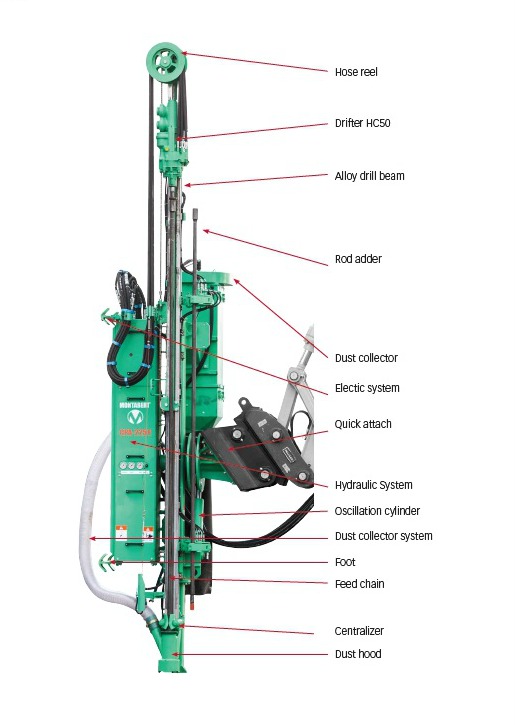 Hose reel
Drifter HC50
Alloy drill beam
Rod adder
Dust collector
Electic system
Quick attach
MONTABERT
Hydraulic System
Oscillation cylinder
Dust collector system
Foot
Feed chain
Centralizer
Dust hood